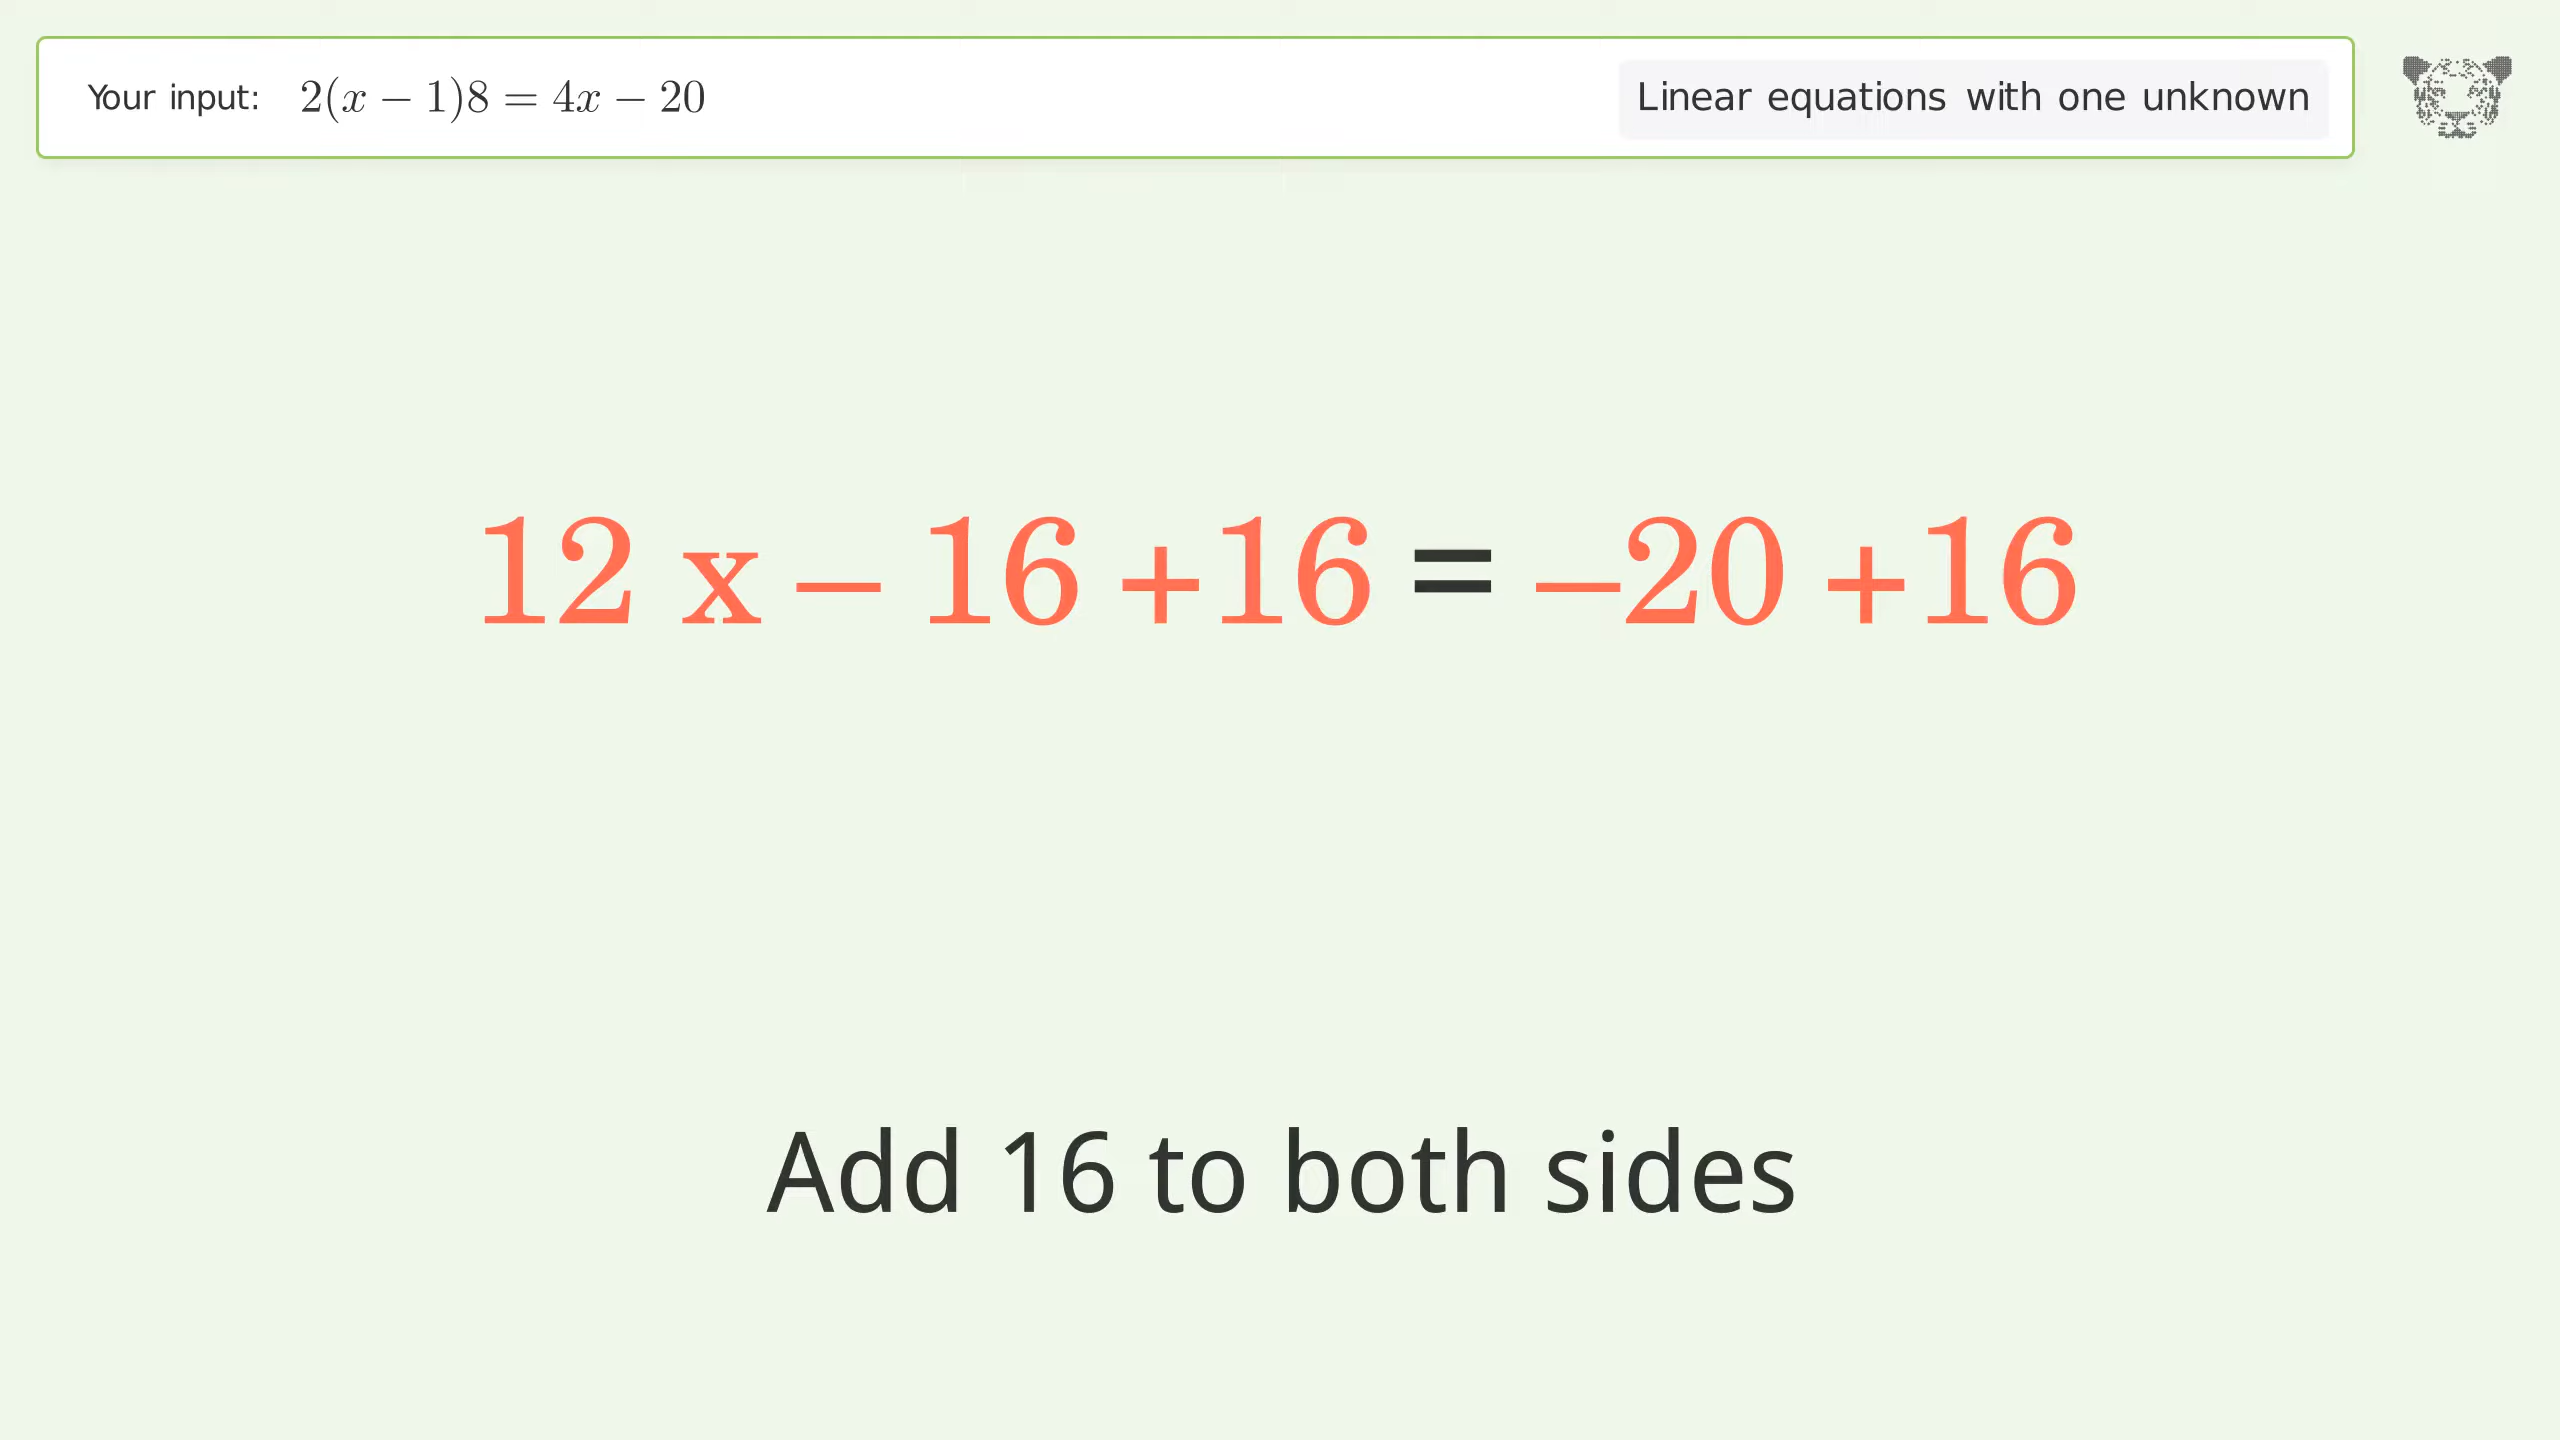 Your input: 2(x − 1)8 = 4x − 20
Linear equations with one unknown
12 x − 16 +16 = −20 +16
Add 16 to both sides